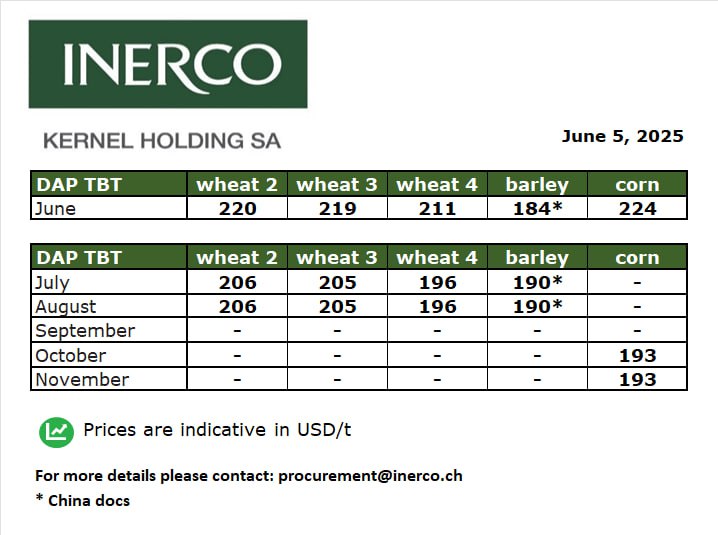 INERCO
KERNEL HOLDING SA
June 5, 2025
DAP TBT wheat 2 wheat 3 wheat 4 barley corn
June 220 219 211 184* 224
DAP TBT wheat 2 wheat 3 wheat 4 barley corn
July 206 205 196 190* -
August 206 205 196 190* -
September - - - - -
October - - - - 193
November - - - - 193
Prices are indicative in USD/t
For more details please contact: procurement@inerco.ch
* China docs